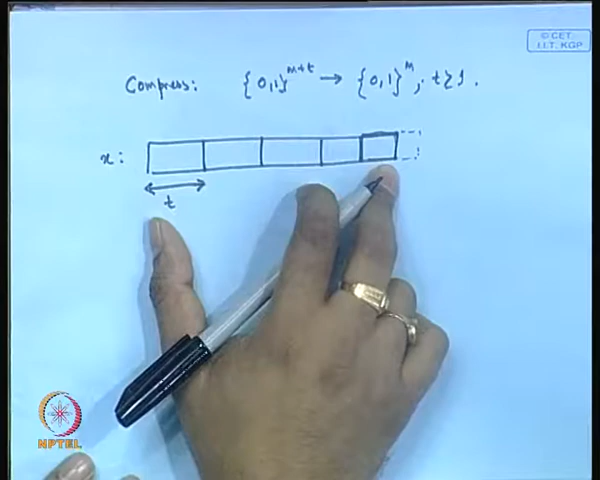 © CET
I.I.T. KGP
Compress: {0,1}^{m+t} → {0,1}^m, t ≥ 1.
x:
t
NPTEL